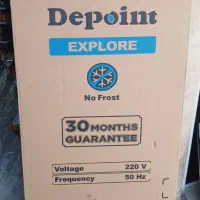 Depoint
EXPLORE
No Frost
30 MONTHS
GUARANTEE
Voltage 220 V
Frequency 50 Hz